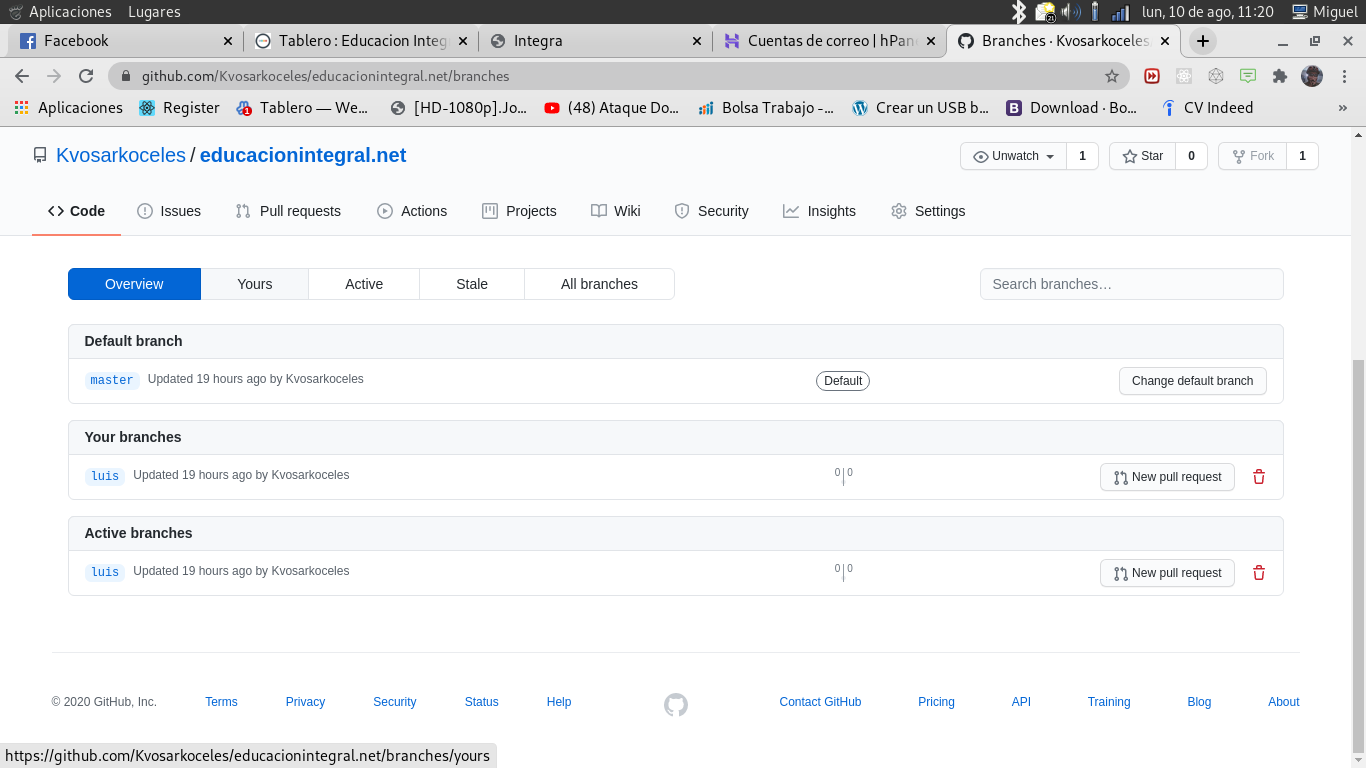 Aplicaciones Lugares 21 lun, 10 de ago, 11:20 Miguel
Facebook Tablero : Educacion Integ Integra Cuentas de correo | hPan Branches · Kvosarkoceles
github.com/Kvosarkoceles/educacionintegral.net/branches
Aplicaciones Register 1 Tablero — We... [HD-1080p].Jo... (48) Ataque Do... Bolsa Trabajo -... Crear un USB b... B Download · Bo... CV Indeed »
Kvosarkoceles / educacionintegral.net Unwatch 1 Star 0 Fork 1
Code Issues Pull requests Actions Projects Wiki Security Insights Settings
Overview Yours Active Stale All branches Search branches…
Default branch
master Updated 19 hours ago by Kvosarkoceles Default Change default branch
Your branches
luis Updated 19 hours ago by Kvosarkoceles 0 0 New pull request
Active branches
luis Updated 19 hours ago by Kvosarkoceles 0 0 New pull request
© 2020 GitHub, Inc. Terms Privacy Security Status Help Contact GitHub Pricing API Training Blog About
https://github.com/Kvosarkoceles/educacionintegral.net/branches/yours